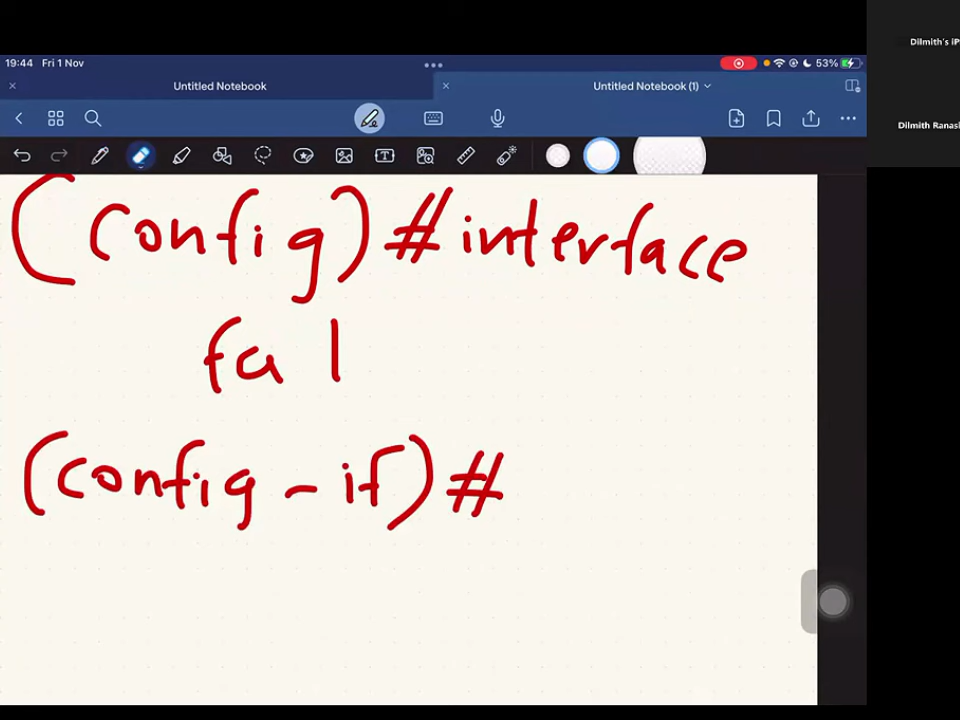 Dilmith's iP
19:44 Fri 1 Nov
53%
Untitled Notebook
Untitled Notebook (1)
Dilmith Ranasi
(config)#interface
fa 1
(config-if)#